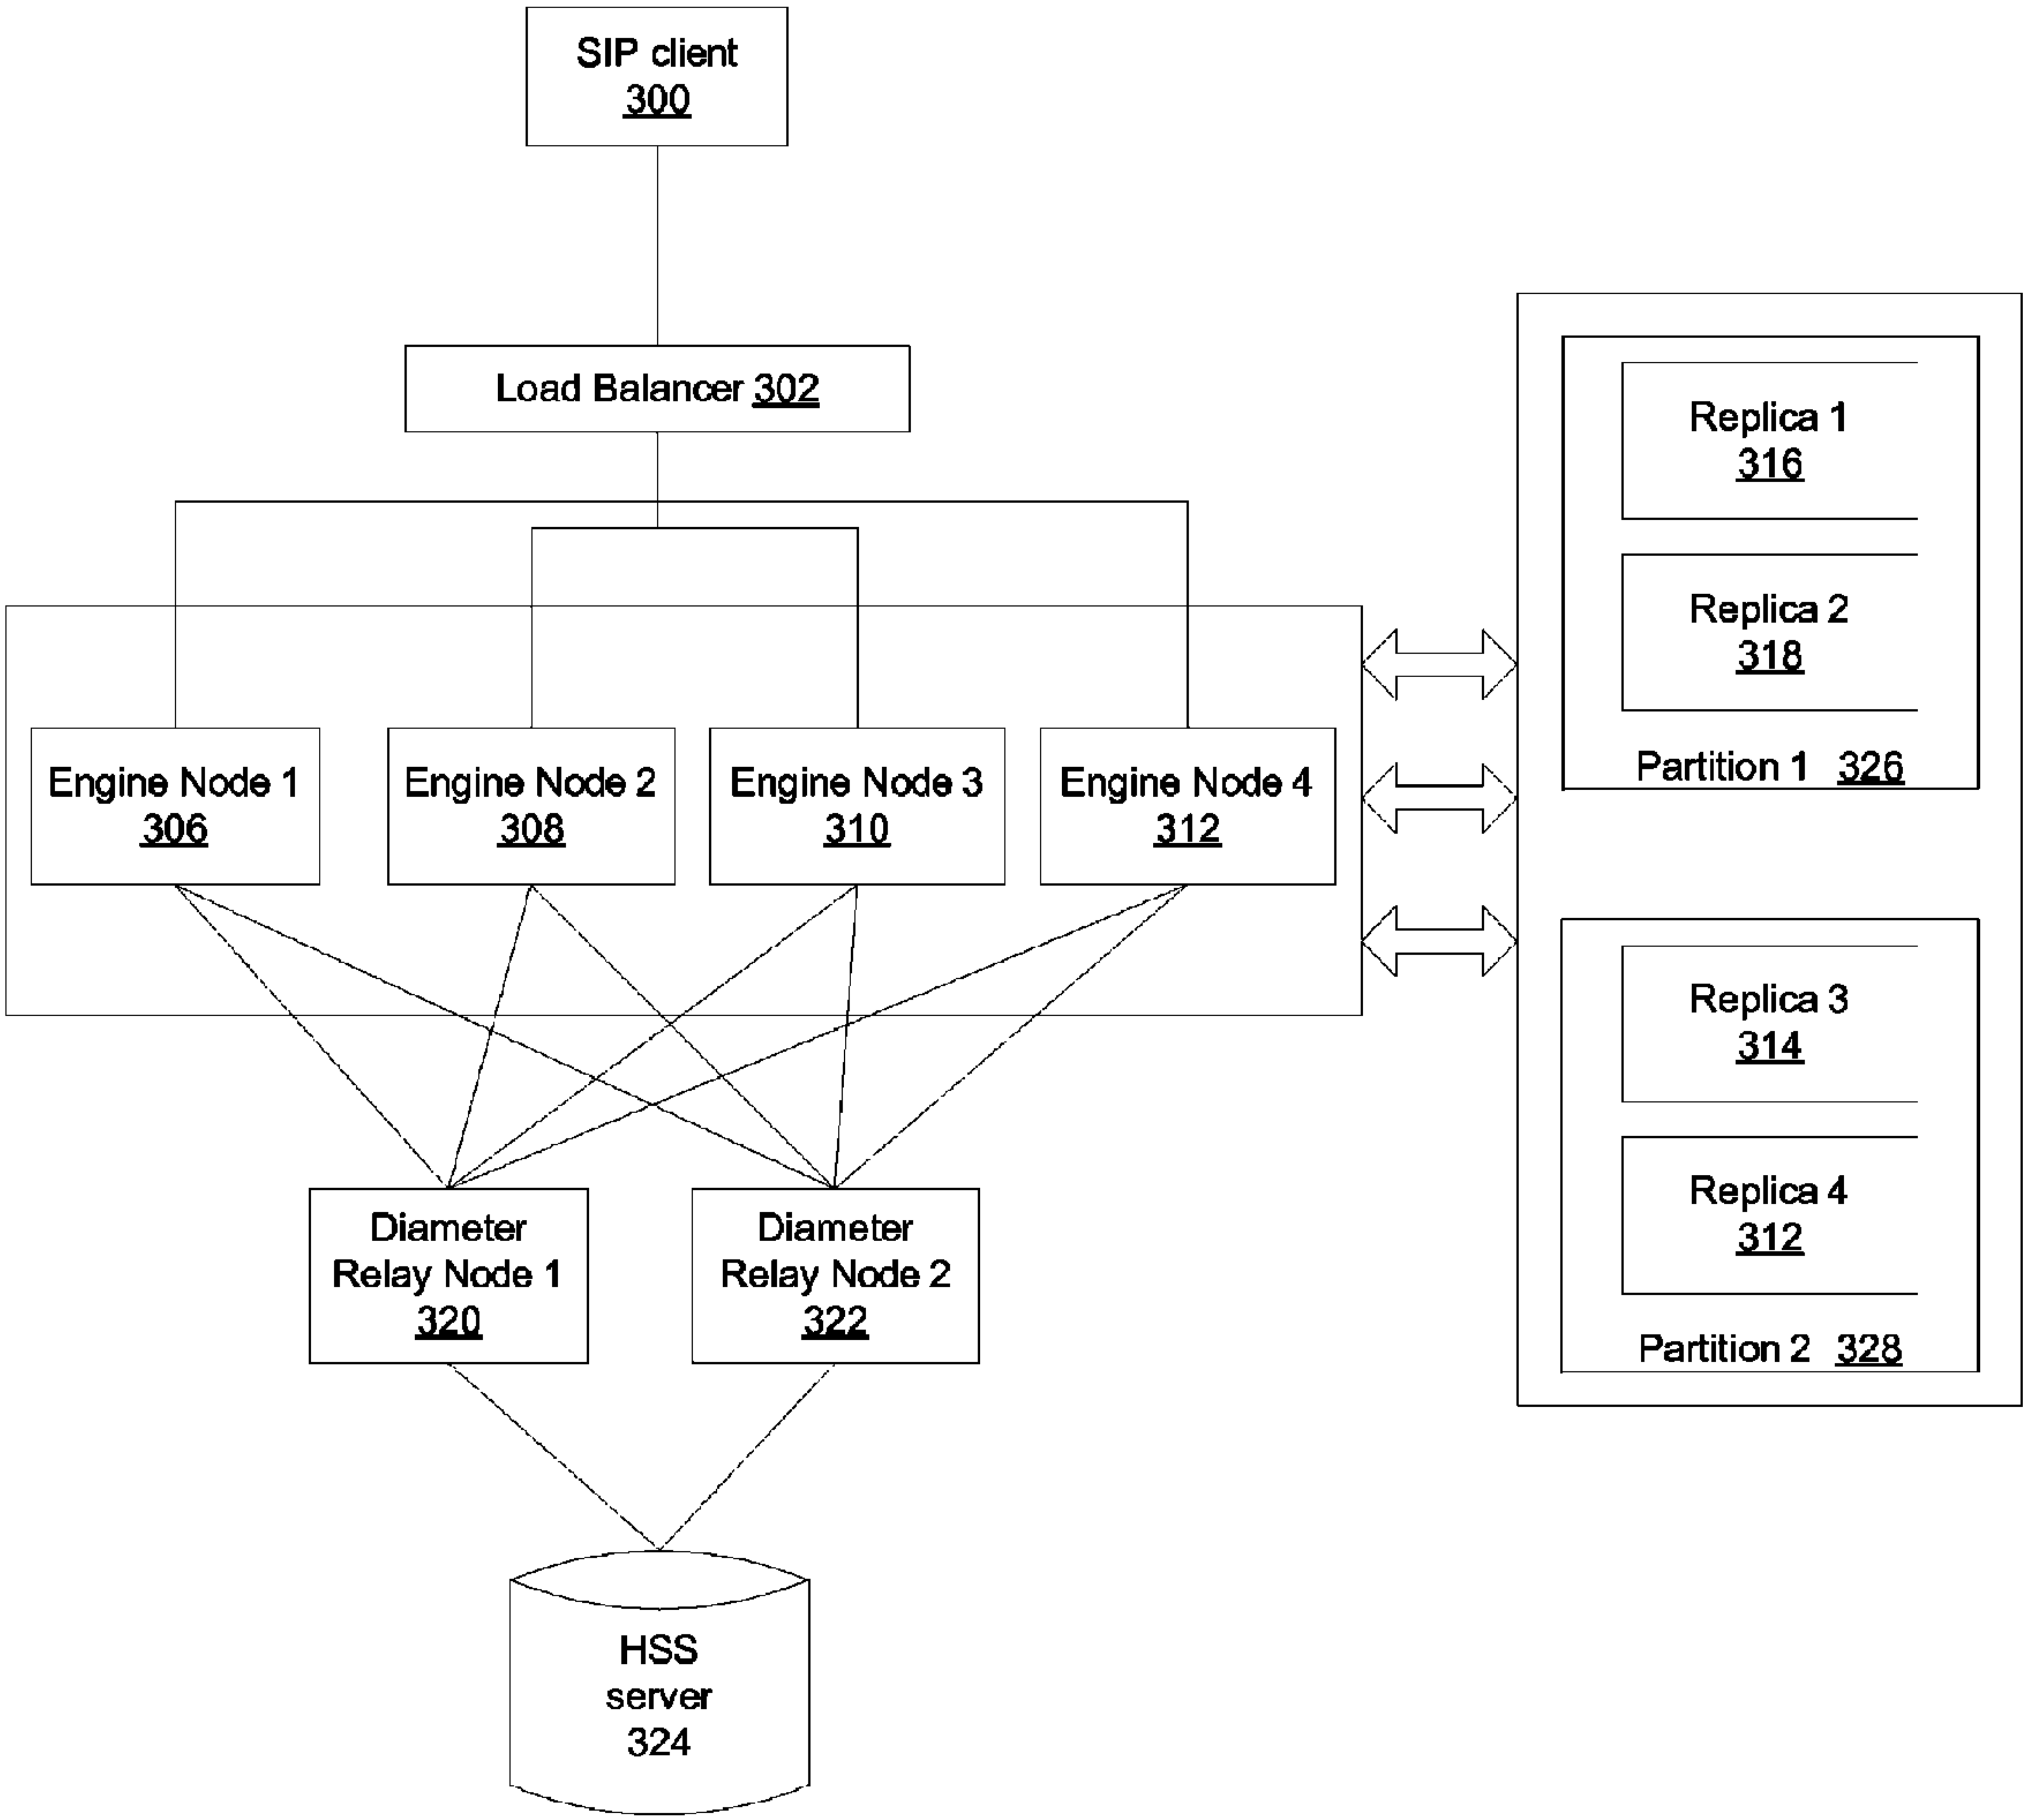 SIP client
300
Load Balancer 302
Replica 1
316
Replica 2
318
Partition 1 326
Engine Node 1
306
Engine Node 2
308
Engine Node 3
310
Engine Node 4
312
Replica 3
314
Replica 4
312
Partition 2 328
Diameter
Relay Node 1
320
Diameter
Relay Node 2
322
HSS
server
324